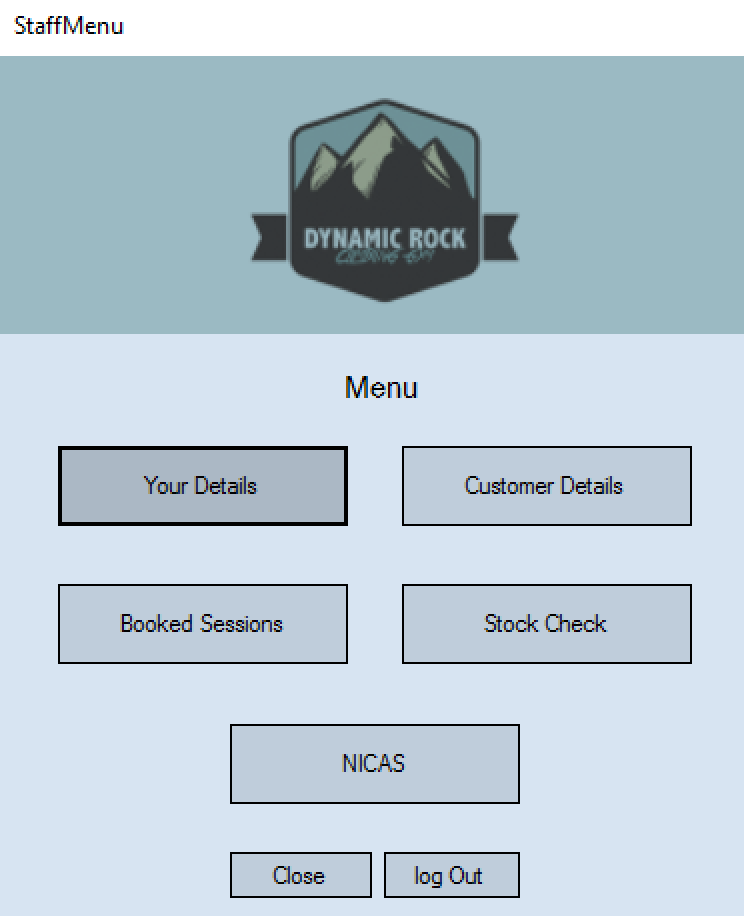 StaffMenu
DYNAMIC ROCK
Menu
Your Details
Customer Details
Booked Sessions
Stock Check
NICAS
Close
log Out